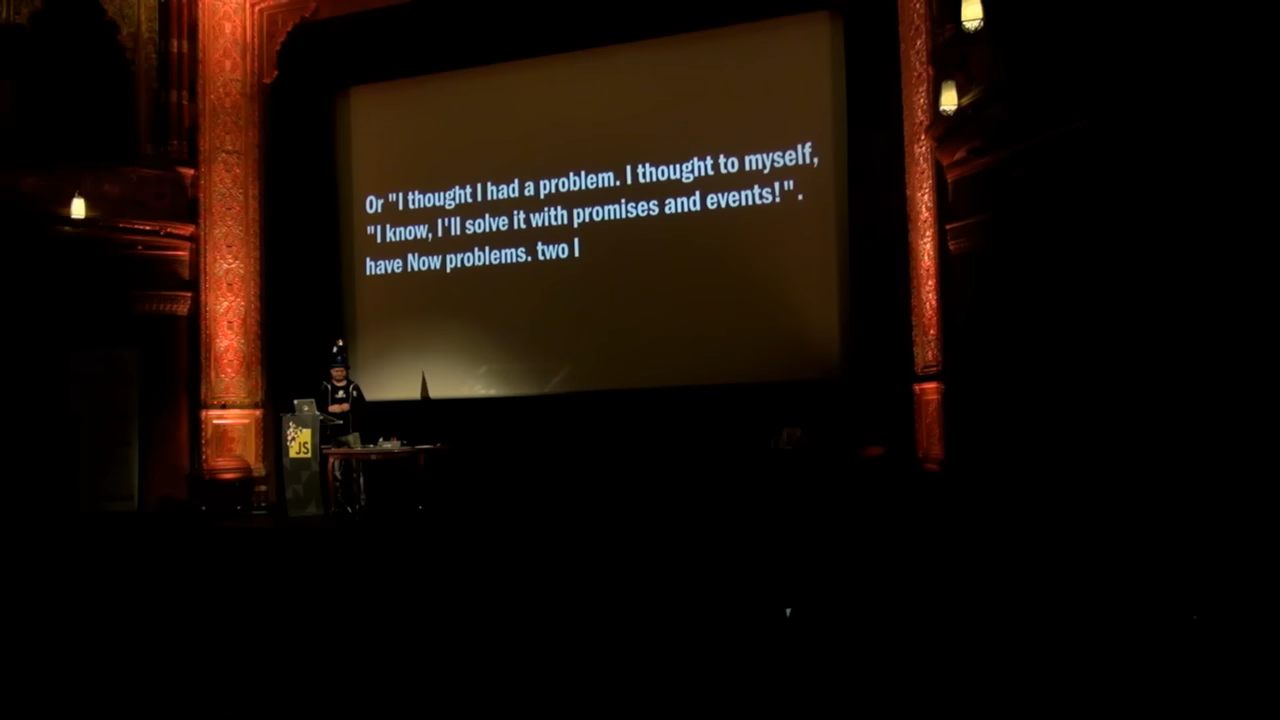 Or "I thought I had a problem. I thought to myself,
"I know, I'll solve it with promises and events!".
have Now problems. two I
JS